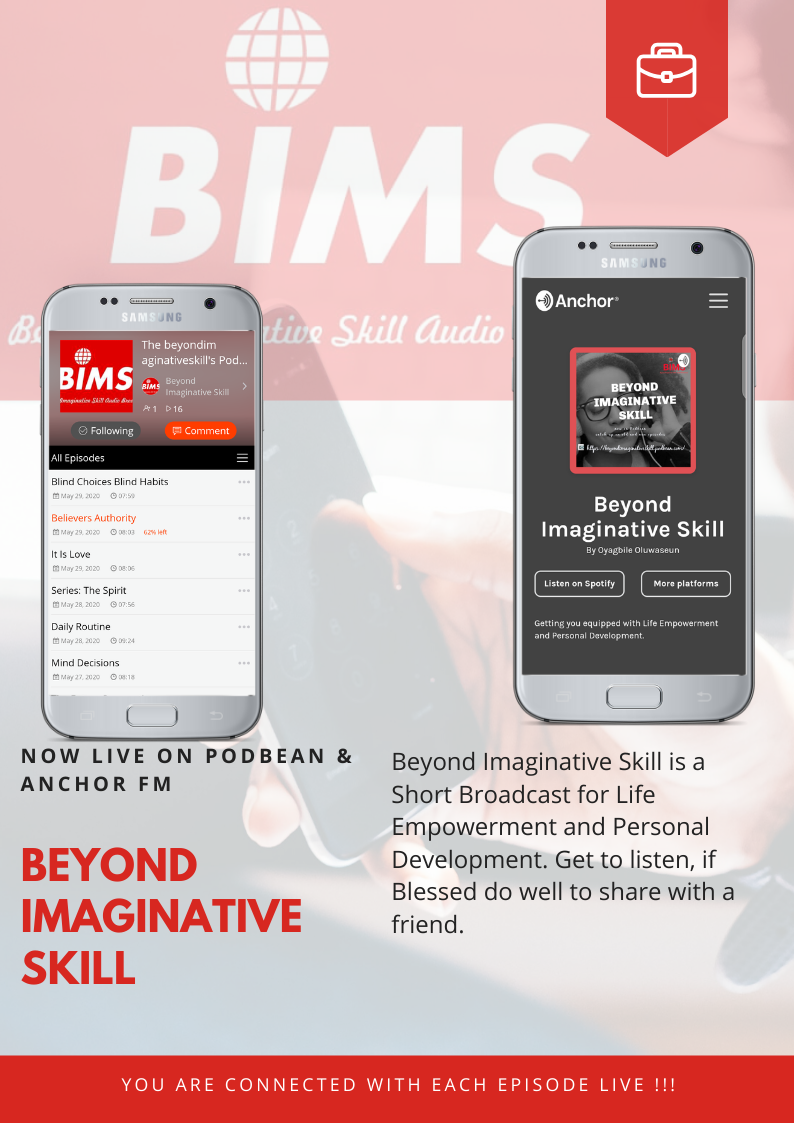 BIMS
Be
ative Skill Audio
SAMSUNG
The beyondim
aginativeskill's Pod...
BIMS
Beyond
Imaginative Skill
1 16
Following
Comment
All Episodes
Blind Choices Blind Habits
May 29, 2020 07:59
Believers Authority
May 29, 2020 08:03 62% left
It Is Love
May 29, 2020 08:06
Series: The Spirit
May 28, 2020 07:56
Daily Routine
May 28, 2020 09:24
Mind Decisions
May 27, 2020 08:18
SAMSUNG
Anchor®
BEYOND
IMAGINATIVE
SKILL
Beyond
Imaginative Skill
By Oyagbile Oluwaseun
Listen on Spotify
More platforms
Getting you equipped with Life Empowerment
and Personal Development.
NOW LIVE ON PODBEAN &
ANCHOR FM
BEYOND
IMAGINATIVE
SKILL
Beyond Imaginative Skill is a
Short Broadcast for Life
Empowerment and Personal
Development. Get to listen, if
Blessed do well to share with a
friend.
YOU ARE CONNECTED WITH EACH EPISODE LIVE !!!